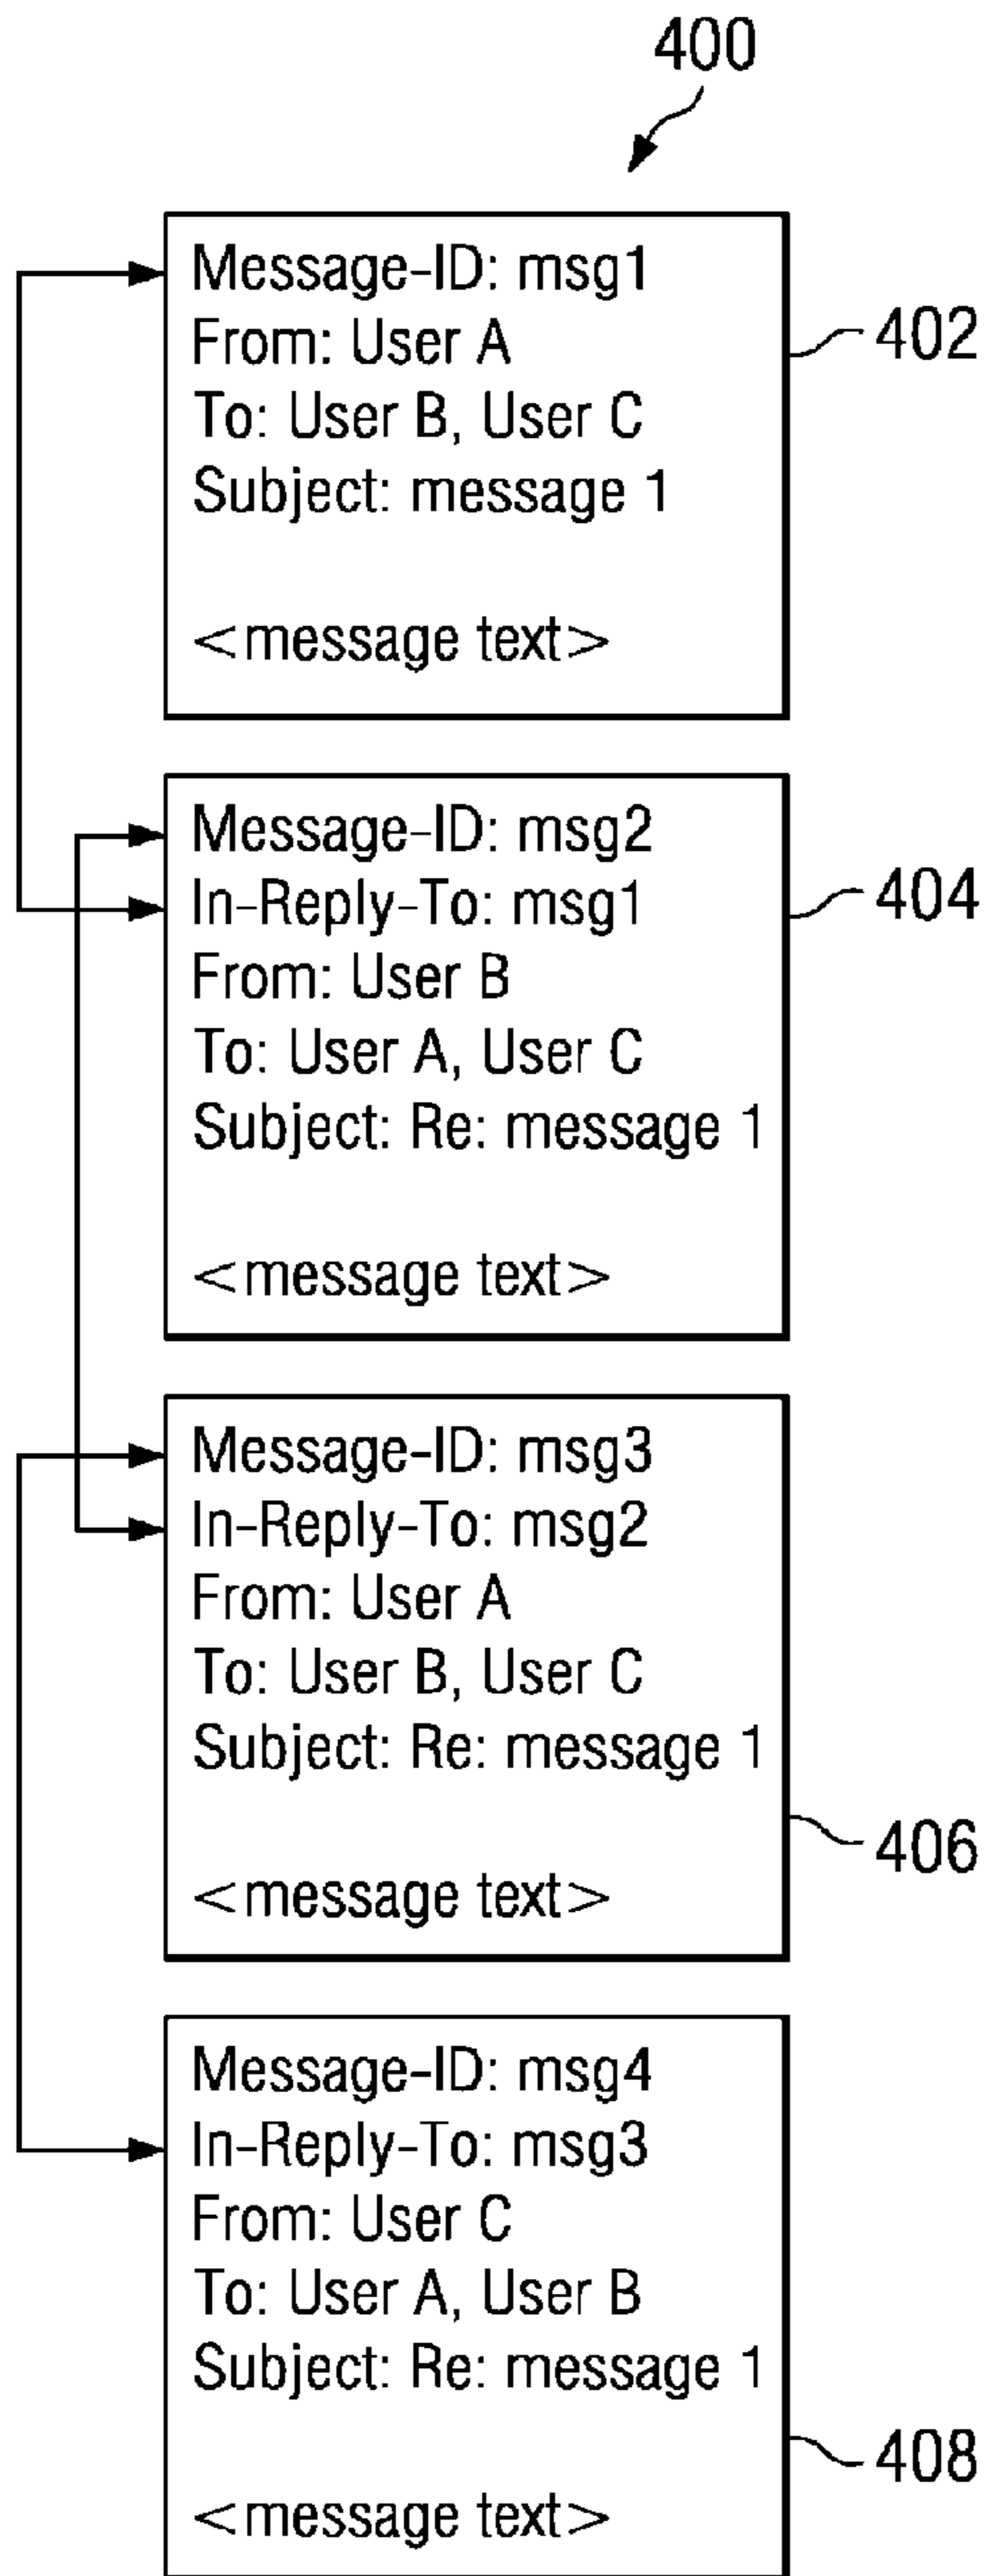 400
Message-ID: msg1
From: User A
To: User B, User C
Subject: message 1
<message text>
402
Message-ID: msg2
In-Reply-To: msg1
From: User B
To: User A, User C
Subject: Re: message 1
<message text>
404
Message-ID: msg3
In-Reply-To: msg2
From: User A
To: User B, User C
Subject: Re: message 1
<message text>
406
Message-ID: msg4
In-Reply-To: msg3
From: User C
To: User A, User B
Subject: Re: message 1
<message text>
408